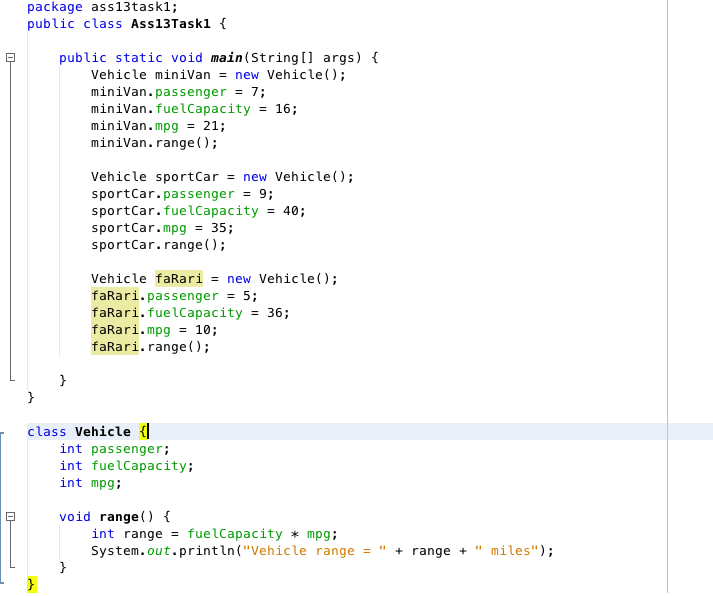 package ass13task1;
public class Ass13Task1 {
public static void main(String[] args) {
Vehicle miniVan = new Vehicle();
miniVan.passenger = 7;
miniVan.fuelCapacity = 16;
miniVan.mpg = 21;
miniVan.range();
Vehicle sportCar = new Vehicle();
sportCar.passenger = 9;
sportCar.fuelCapacity = 40;
sportCar.mpg = 35;
sportCar.range();
Vehicle faRari = new Vehicle();
faRari.passenger = 5;
faRari.fuelCapacity = 36;
faRari.mpg = 10;
faRari.range();
}
}
class Vehicle {
int passenger;
int fuelCapacity;
int mpg;
void range() {
int range = fuelCapacity * mpg;
System.out.println("Vehicle range = " + range + " miles");
}
}